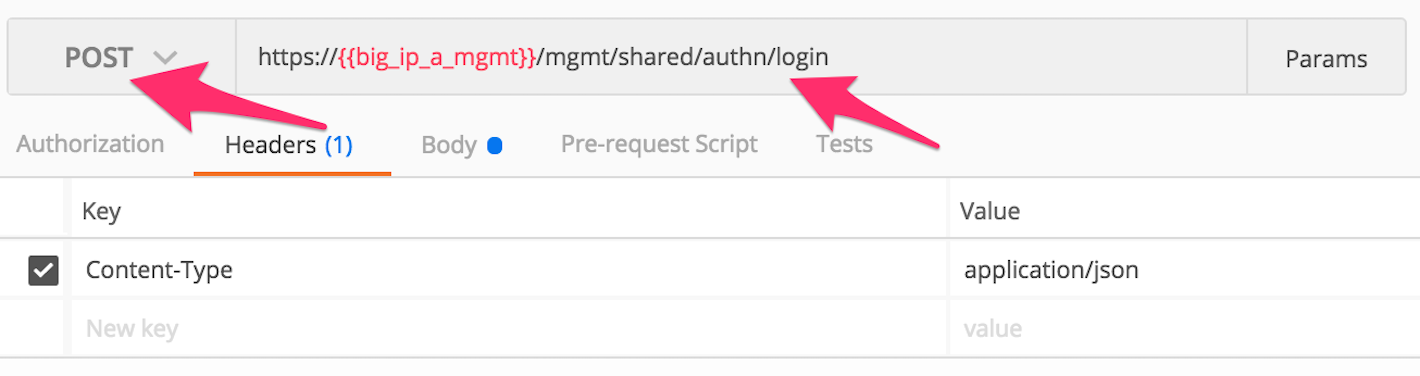 POST https://{{big_ip_a_mgmt}}/mgmt/shared/authn/login Params
Authorization Headers (1) Body Pre-request Script Tests
Key Value
Content-Type application/json
New key value